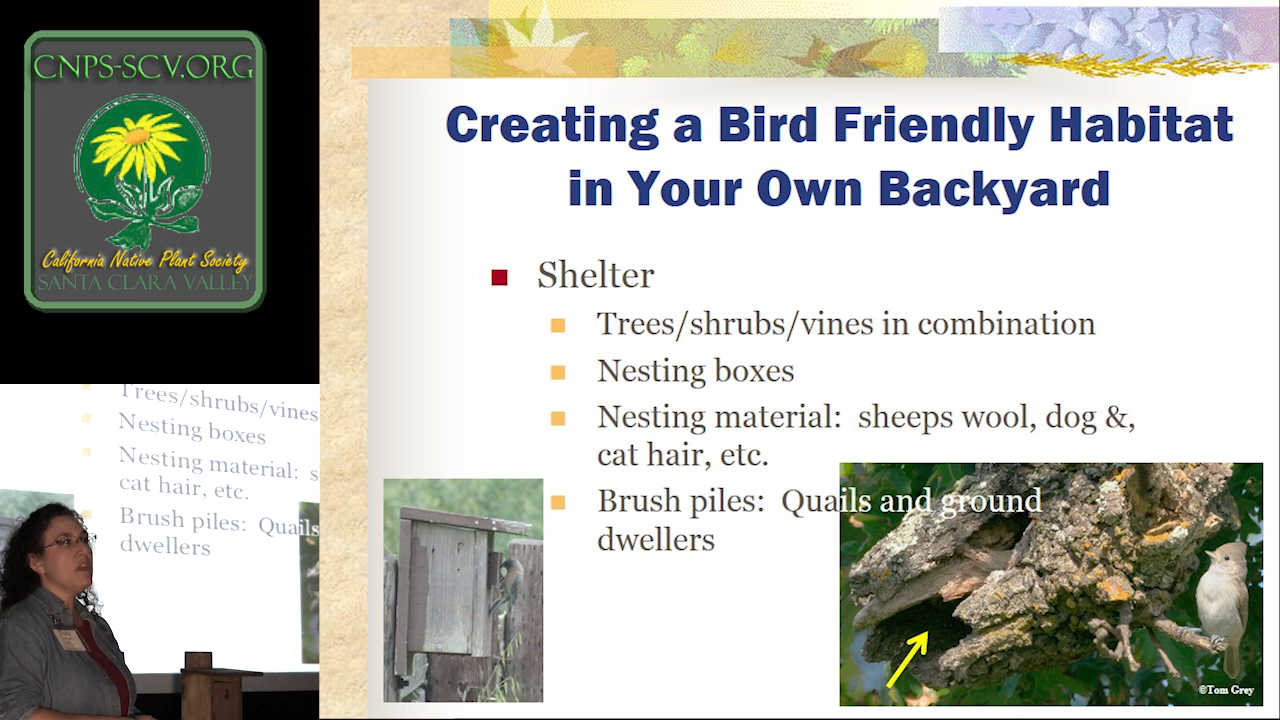 CNPS-SCV.ORG
California Native Plant Society
SANTA CLARA VALLEY
Creating a Bird Friendly Habitat
in Your Own Backyard
Shelter
Trees/shrubs/vines in combination
Nesting boxes
Nesting material:  sheeps wool, dog &,
cat hair, etc.
Brush piles:  Quails and ground
dwellers
©Tom Grey
Trees/shrubs/vines
Nesting boxes
Nesting material: s
cat hair, etc.
Brush piles: Quails
dwellers